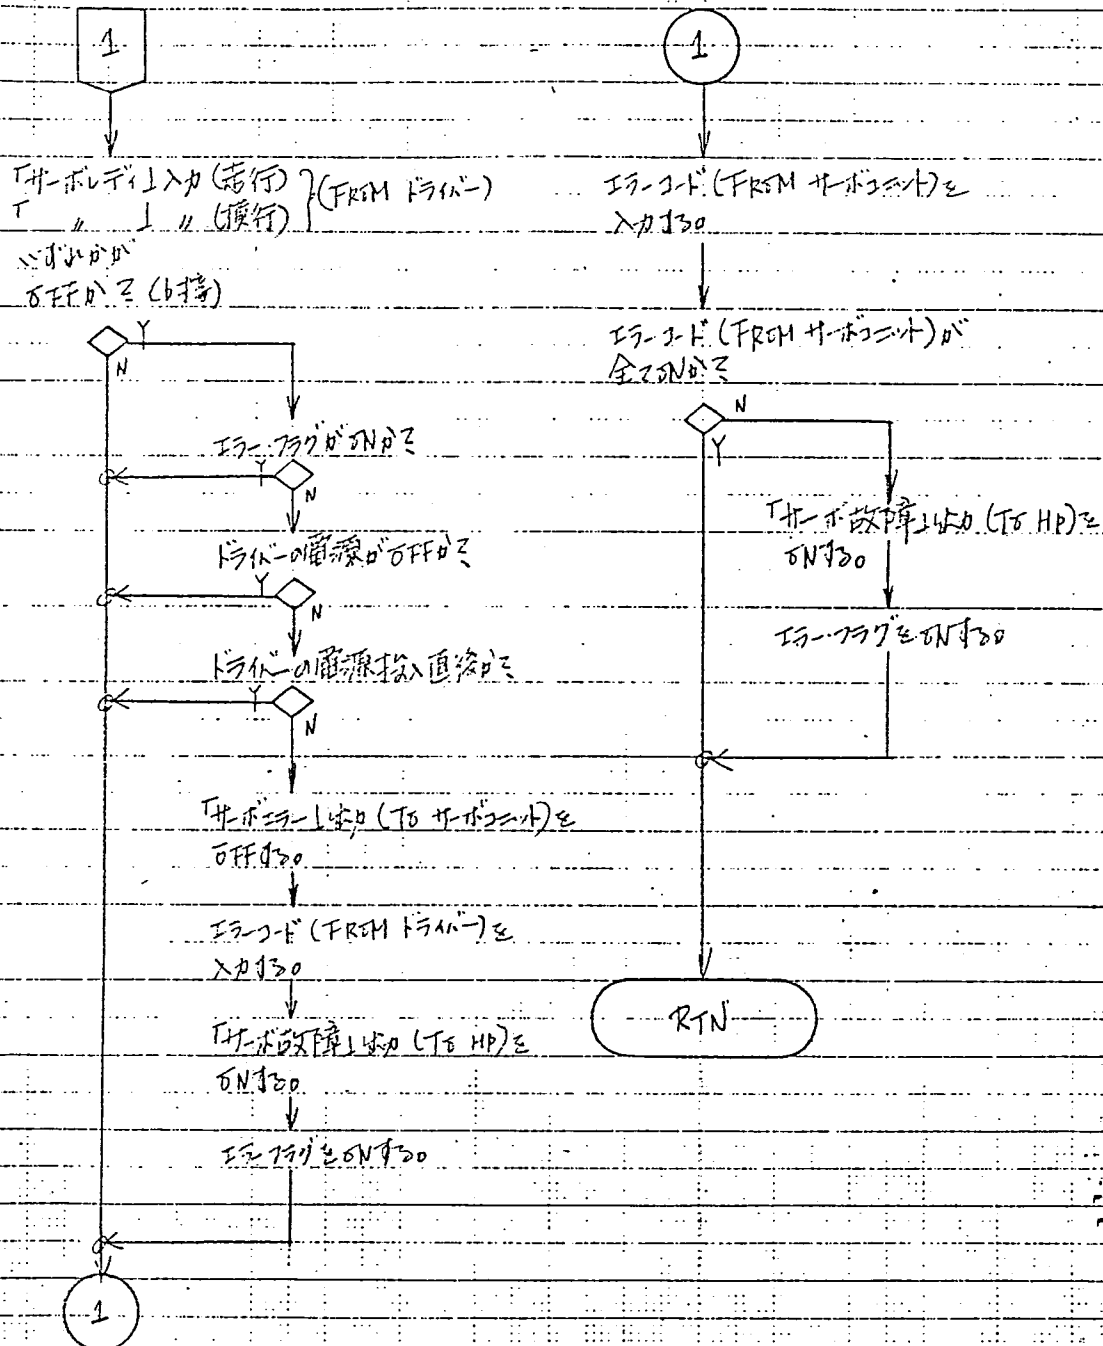 1
「サーボレディ」入力(走行)
「 〃 」 〃 (横行)
(FROM ドライバー)
いずれかが
OFFか? (b接)
Y
N
エラーフラグがONか?
Y
N
ドライバーの電源がOFFか?
Y
N
ドライバーの電源投入直後か?
Y
N
「サーボエラー」出力(TO サーボユニット)を
OFFする。
エラーコード(FROM ドライバー)を
入力する。
「サーボ故障」出力(TO HP)を
ONする。
エラーフラグをONする。
1
1
エラーコード(FROM サーボユニット)を
入力する。
エラーコード(FROM サーボユニット)が
全てONか?
N
Y
「サーボ故障」出力(TO HP)を
ONする。
エラーフラグをONする。
RTN